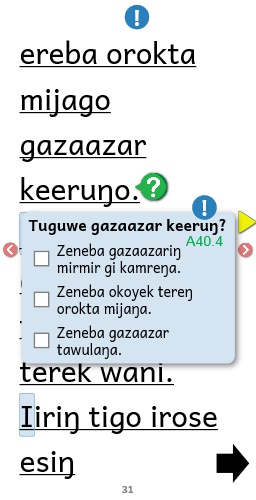 ereba orokta
mijago
gazaazar
keeruŋo.
Tuguwe gazaazar keeruŋ?
A40.4
Zeneba gazaazariŋ
mirmir gi kamreŋa.
Zeneba okoyek tereŋ
orokta mijaŋa.
Zeneba gazaazar
tawulaŋa.
terek wani.
Iiriŋ tigo irose
esiŋ
31